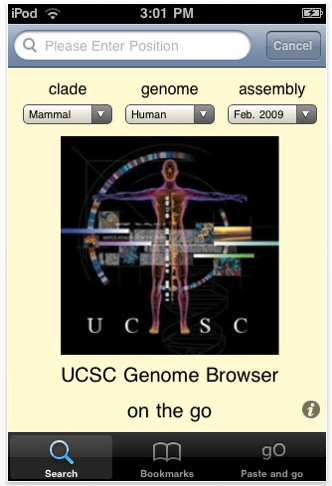 iPod 3:01 PM
Please Enter Position Cancel
clade genome assembly
Mammal Human Feb. 2009
U C S C
UCSC Genome Browser
on the go
gO
Search Bookmarks Paste and go